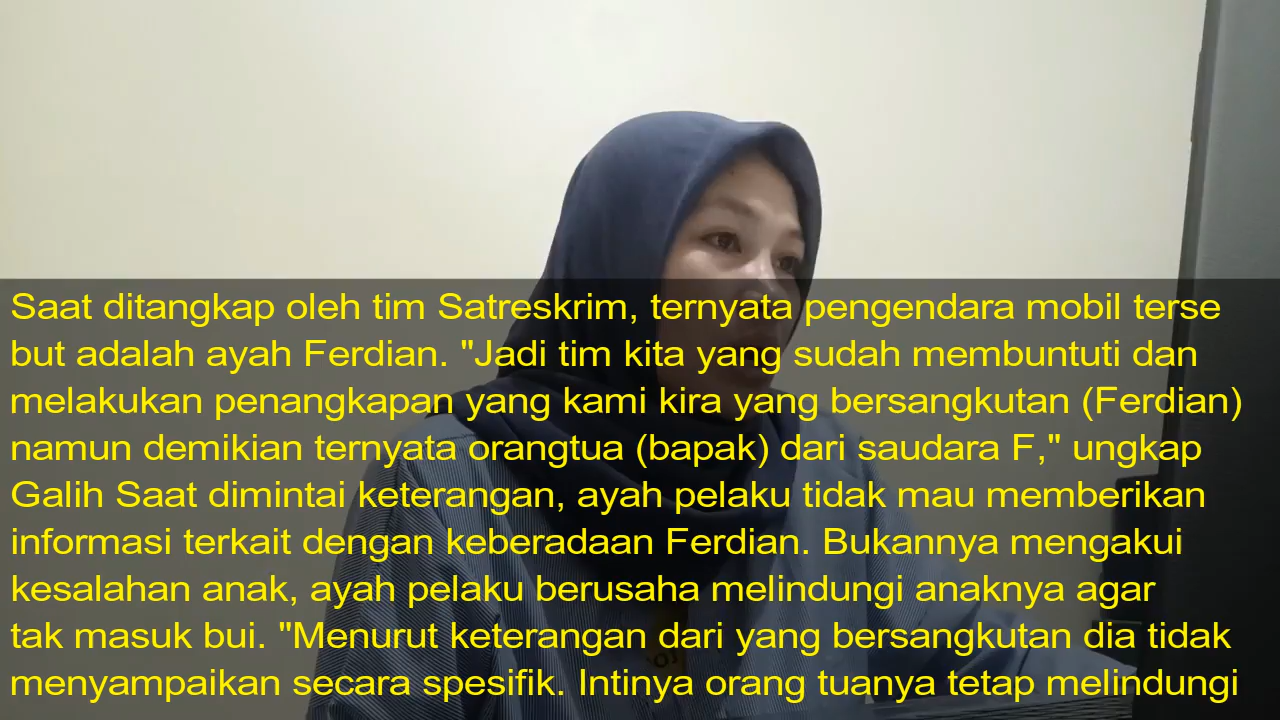 Saat ditangkap oleh tim Satreskrim, ternyata pengendara mobil terse
but adalah ayah Ferdian. "Jadi tim kita yang sudah membuntuti dan
melakukan penangkapan yang kami kira yang bersangkutan (Ferdian)
namun demikian ternyata orangtua (bapak) dari saudara F," ungkap
Galih Saat dimintai keterangan, ayah pelaku tidak mau memberikan
informasi terkait dengan keberadaan Ferdian. Bukannya mengakui
kesalahan anak, ayah pelaku berusaha melindungi anaknya agar
tak masuk bui. "Menurut keterangan dari yang bersangkutan dia tidak
menyampaikan secara spesifik. Intinya orang tuanya tetap melindungi